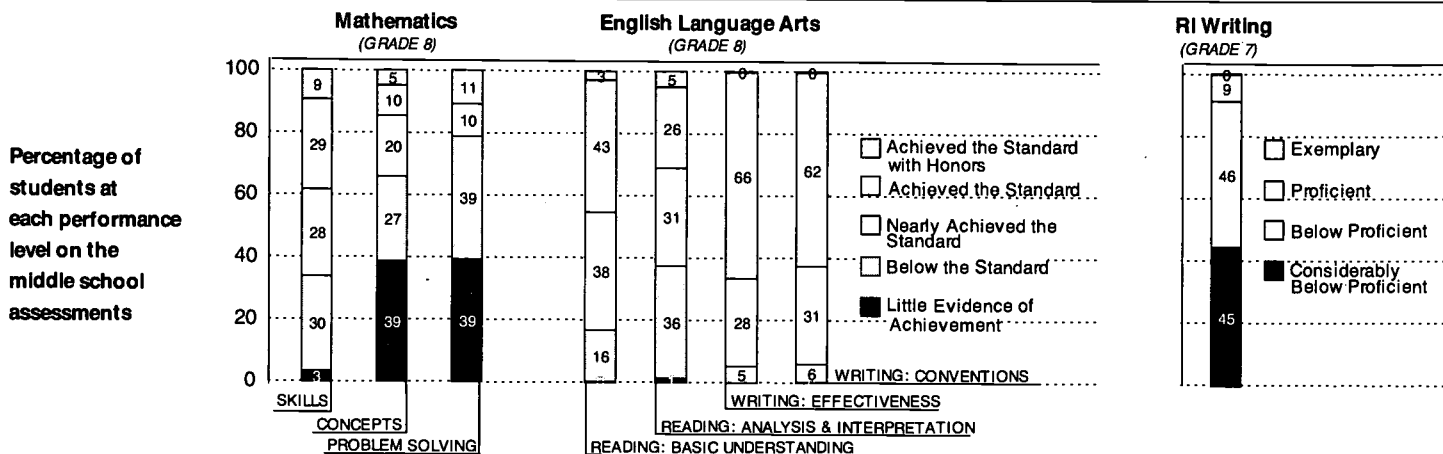 Mathematics
(GRADE 8)
English Language Arts
(GRADE 8)
RI Writing
(GRADE 7)
Percentage of
students at
each performance
level on the
middle school
assessments
100
80
60
40
20
0
9
29
28
30
3
5
10
20
27
39
11
10
39
39
3
43
38
16
5
26
31
36
0
66
28
5
0
62
31
6
Achieved the Standard
with Honors
Achieved the Standard
Nearly Achieved the
Standard
Below the Standard
Little Evidence of
Achievement
0
9
46
45
Exemplary
Proficient
Below Proficient
Considerably
Below Proficient
SKILLS
CONCEPTS
PROBLEM SOLVING
WRITING: CONVENTIONS
WRITING: EFFECTIVENESS
READING: ANALYSIS & INTERPRETATION
READING: BASIC UNDERSTANDING